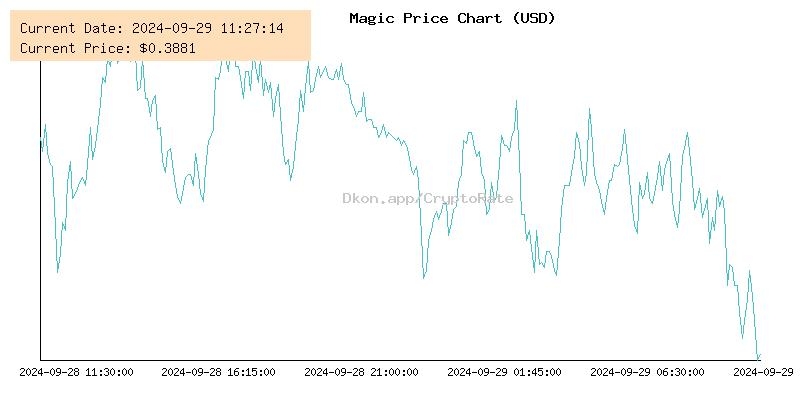 Magic Price Chart (USD)
Current Date: 2024-09-29 11:27:14
Current Price: $0.3881
Dkon.app/CryptoRate
2024-09-28 11:30:00 2024-09-28 16:15:00 2024-09-28 21:00:00 2024-09-29 01:45:00 2024-09-29 06:30:00 2024-09-29